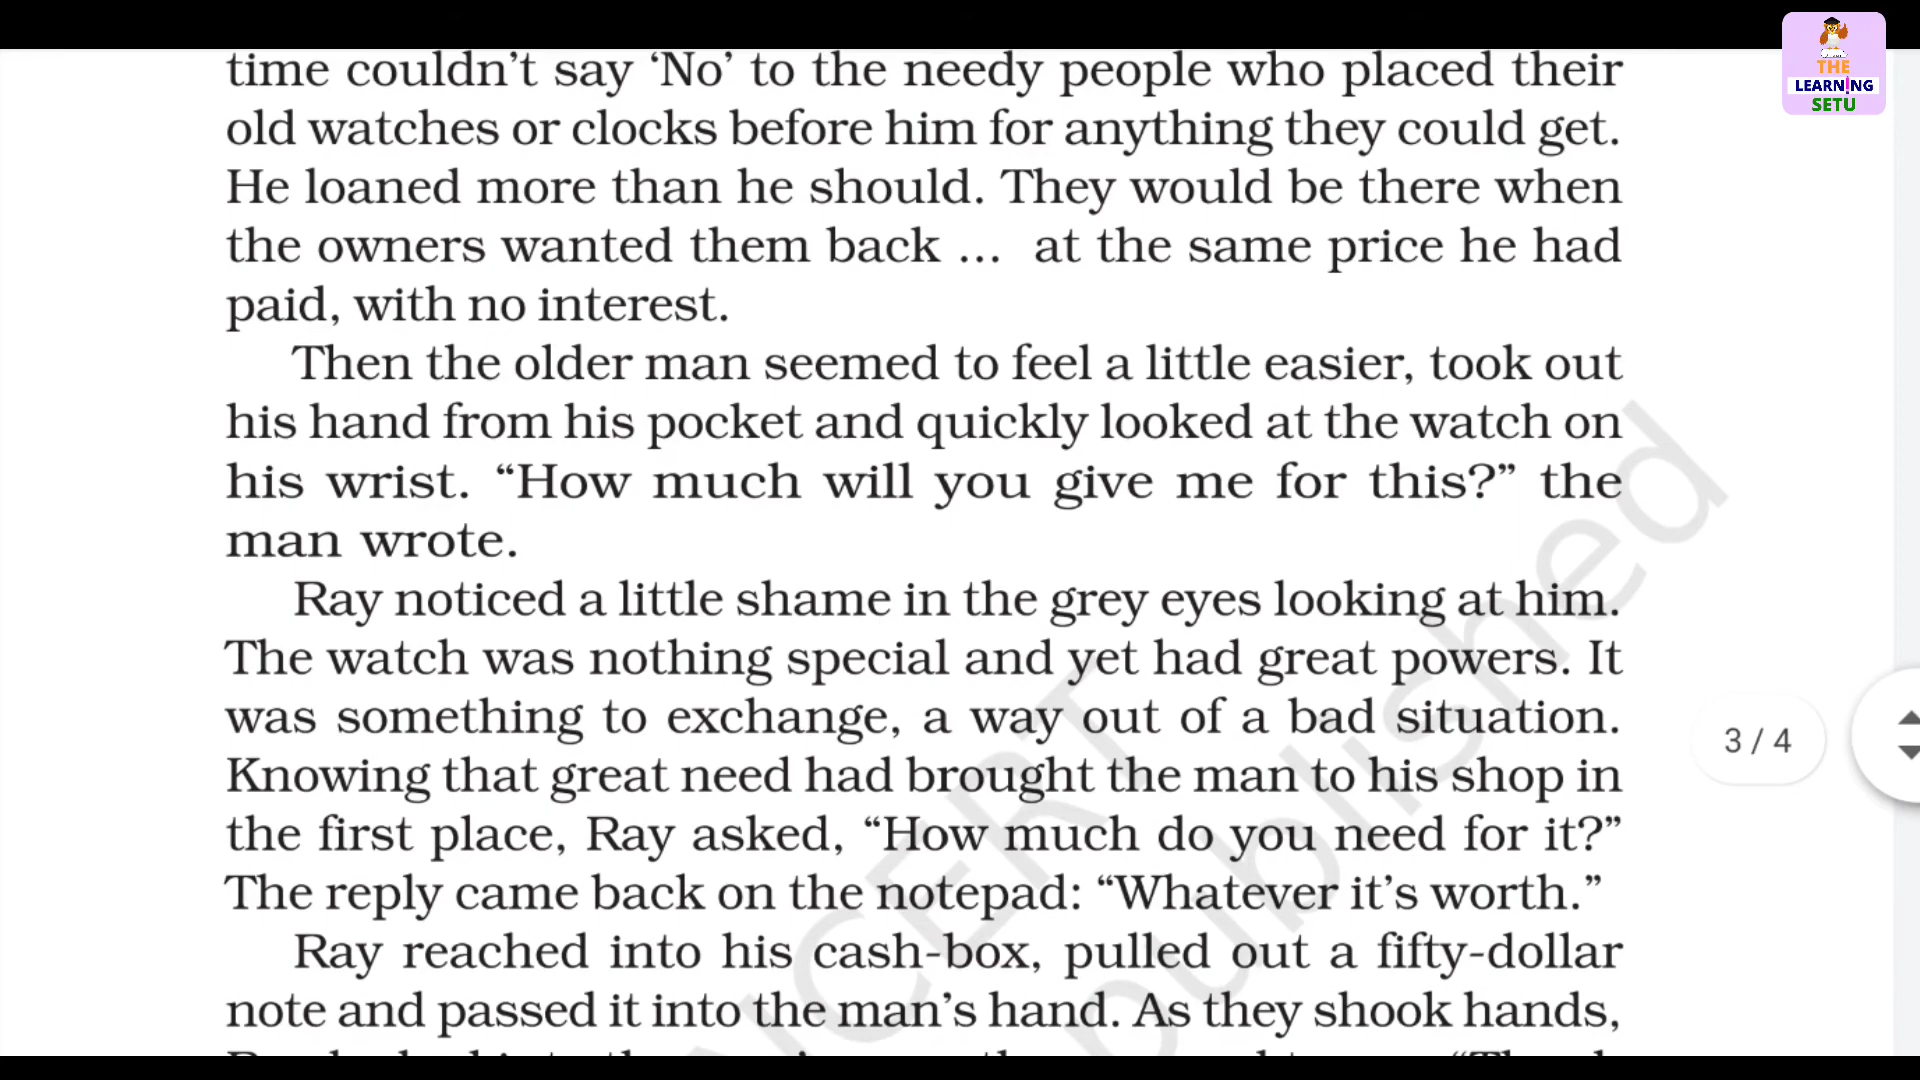 THE
LEARNING
SETU
time couldn’t say ‘No’ to the needy people who placed their
old watches or clocks before him for anything they could get.
He loaned more than he should. They would be there when
the owners wanted them back ... at the same price he had
paid, with no interest.
Then the older man seemed to feel a little easier, took out
his hand from his pocket and quickly looked at the watch on
his wrist. “How much will you give me for this?” the
man wrote.
Ray noticed a little shame in the grey eyes looking at him.
The watch was nothing special and yet had great powers. It
was something to exchange, a way out of a bad situation.
Knowing that great need had brought the man to his shop in
the first place, Ray asked, “How much do you need for it?”
The reply came back on the notepad: “Whatever it’s worth.”
Ray reached into his cash-box, pulled out a fifty-dollar
note and passed it into the man’s hand. As they shook hands,
3 / 4
published